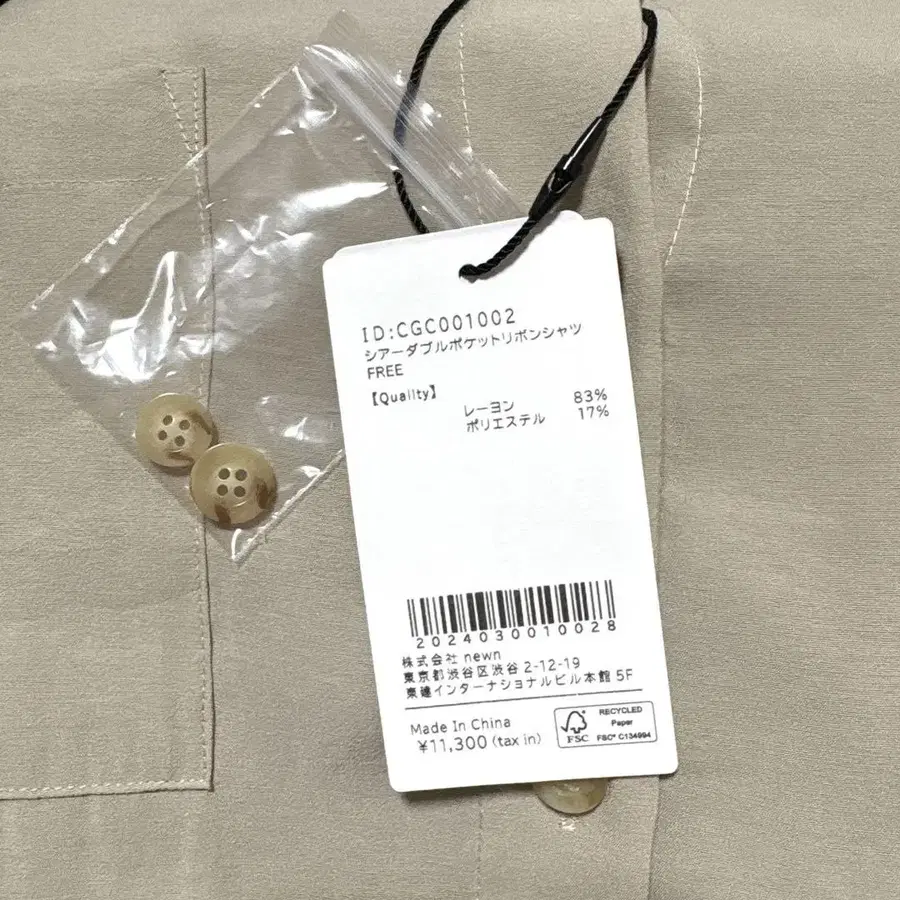 ID:CGC001002
シアーダブルポケットリボンシャツ
FREE
【Quality】
レーヨン 83%
ポリエステル 17%
2024030010028
株式会社 newn
東京都渋谷区渋谷 2-12-19
東建インターナショナルビル本館 5F
Made In China
¥11,300 (tax in)
RECYCLED
Paper
FSC
FSC® C134994